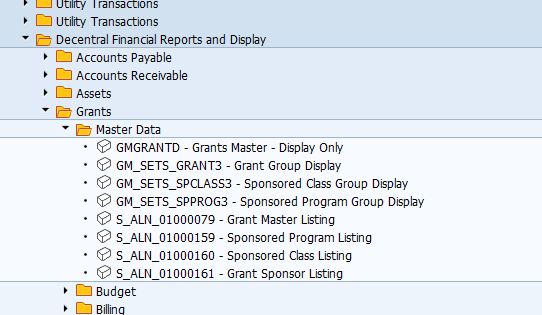 Utility Transactions
Utility Transactions
Decentral Financial Reports and Display
Accounts Payable
Accounts Receivable
Assets
Grants
Master Data
GMGRANTD - Grants Master - Display Only
GM_SETS_GRANT3 - Grant Group Display
GM_SETS_SPCLASS3 - Sponsored Class Group Display
GM_SETS_SPPROG3 - Sponsored Program Group Display
S_ALN_01000079 - Grant Master Listing
S_ALN_01000159 - Sponsored Program Listing
S_ALN_01000160 - Sponsored Class Listing
S_ALN_01000161 - Grant Sponsor Listing
Budget
Billing